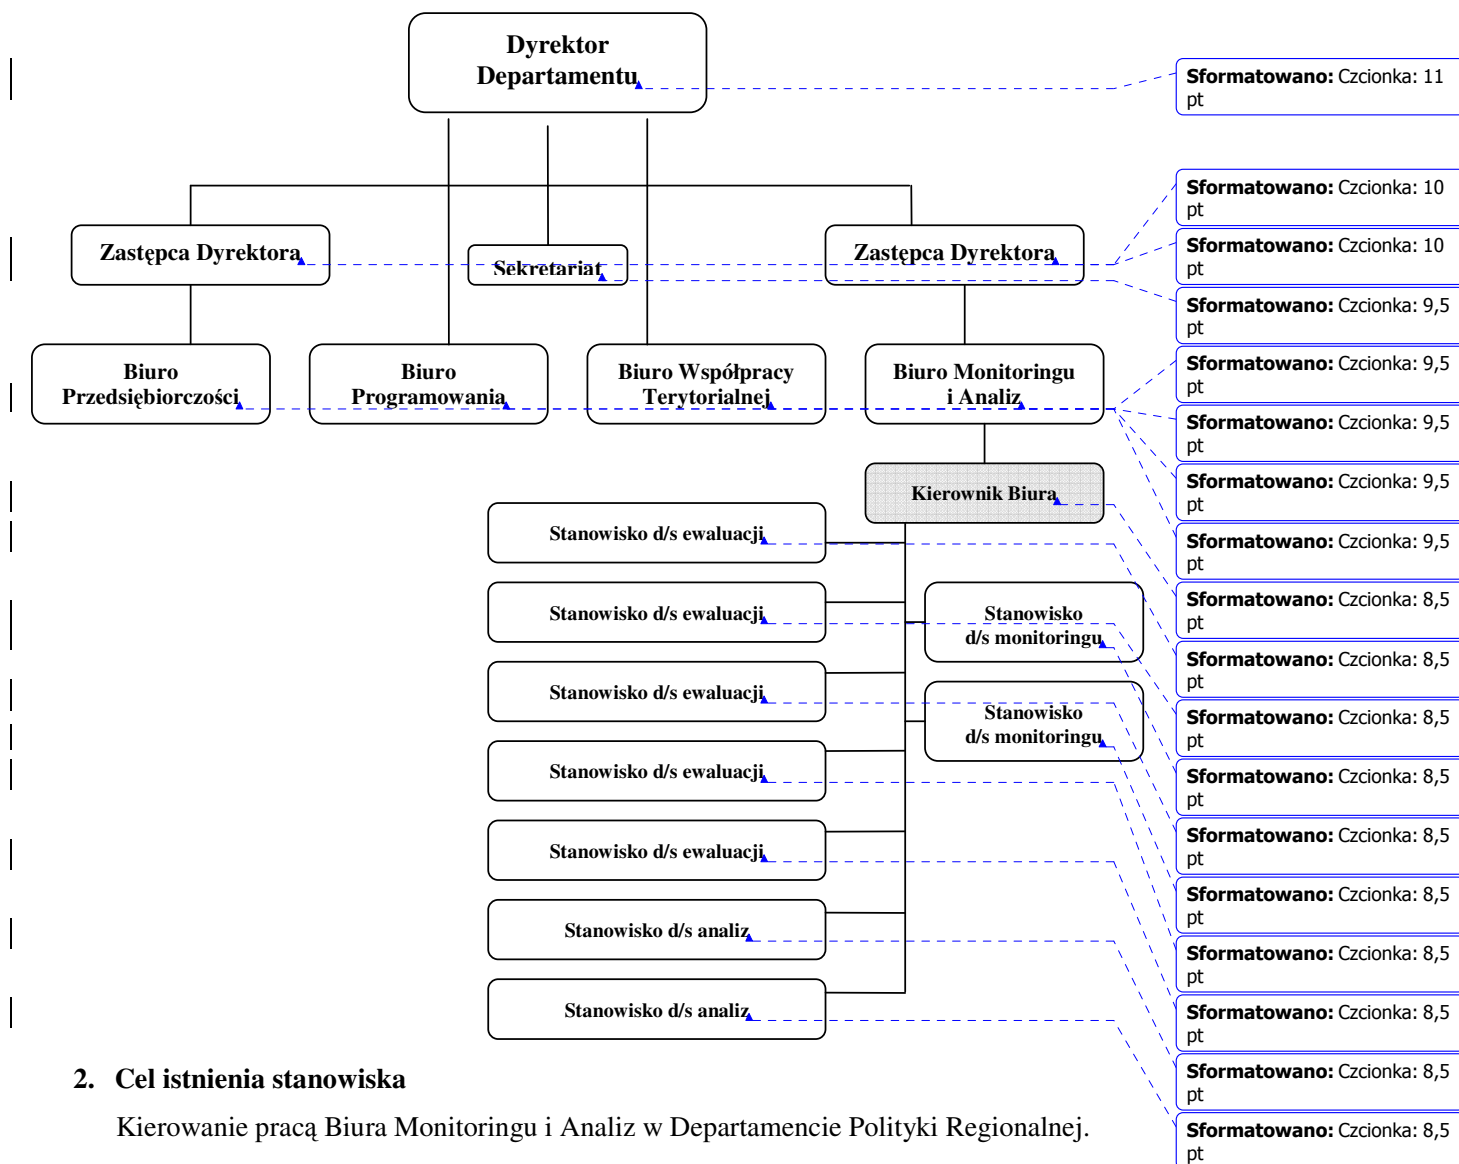 Dyrektor
Departamentu
Sformatowano: Czcionka: 11
pt
Sformatowano: Czcionka: 10
pt
Zastępca Dyrektora
Sekretariat
Zastępca Dyrektora
Sformatowano: Czcionka: 10
pt
Sformatowano: Czcionka: 9,5
pt
Biuro
Przedsiębiorczości
Biuro
Programowania
Biuro Współpracy
Terytorialnej
Biuro Monitoringu
i Analiz
Sformatowano: Czcionka: 9,5
pt
Sformatowano: Czcionka: 9,5
pt
Kierownik Biura
Sformatowano: Czcionka: 9,5
pt
Stanowisko d/s ewaluacji
Sformatowano: Czcionka: 9,5
pt
Stanowisko d/s ewaluacji
Stanowisko
d/s monitoringu
Sformatowano: Czcionka: 8,5
pt
Sformatowano: Czcionka: 8,5
pt
Stanowisko d/s ewaluacji
Stanowisko
d/s monitoringu
Sformatowano: Czcionka: 8,5
pt
Stanowisko d/s ewaluacji
Sformatowano: Czcionka: 8,5
pt
Stanowisko d/s ewaluacji
Sformatowano: Czcionka: 8,5
pt
Sformatowano: Czcionka: 8,5
pt
Stanowisko d/s analiz
Sformatowano: Czcionka: 8,5
pt
Stanowisko d/s analiz
Sformatowano: Czcionka: 8,5
pt
Sformatowano: Czcionka: 8,5
pt
Sformatowano: Czcionka: 8,5
pt
2. Cel istnienia stanowiska
Kierowanie pracą Biura Monitoringu i Analiz w Departamencie Polityki Regionalnej.